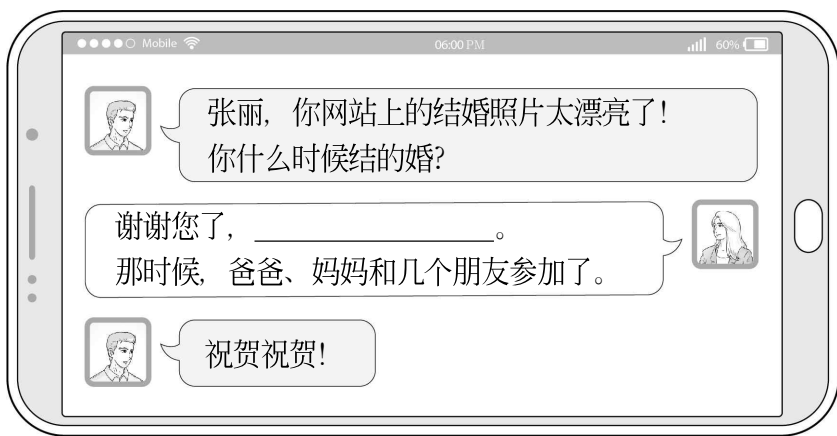 Mobile 06:00 PM 60%
张丽，你网站上的结婚照片太漂亮了！
你什么时候结的婚？
谢谢您了，____________________。
那时候，爸爸、妈妈和几个朋友参加了。
祝贺祝贺！